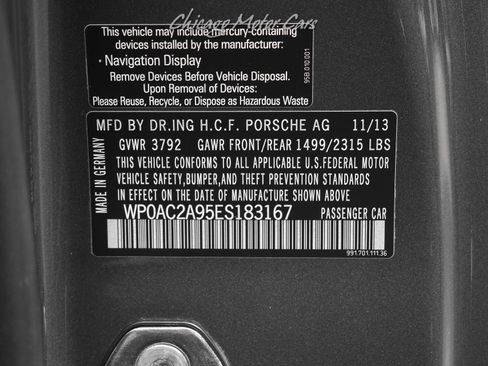 Chicago Motor Cars
This vehicle may include mercury-containing
devices installed by the manufacturer:
· Navigation Display
Remove Devices Before Vehicle Disposal.
Upon Removal of Devices:
Please Reuse, Recycle, or Dispose as Hazardous Waste
95B.010.001
MFD BY DR.ING H.C.F. PORSCHE AG 11/13
GVWR 3792 GAWR FRONT/REAR 1499/2315 LBS
THIS VEHICLE CONFORMS TO ALL APPLICABLE U.S.FEDERAL MOTOR
VEHICLE SAFETY,BUMPER,AND THEFT PREVENTION STANDARDS
IN EFFECT ON THE DATE OF MANUFACTURE SHOWN ABOVE
WP0AC2A95ES183167 PASSENGER CAR
MADE IN GERMANY
991.701.111.36